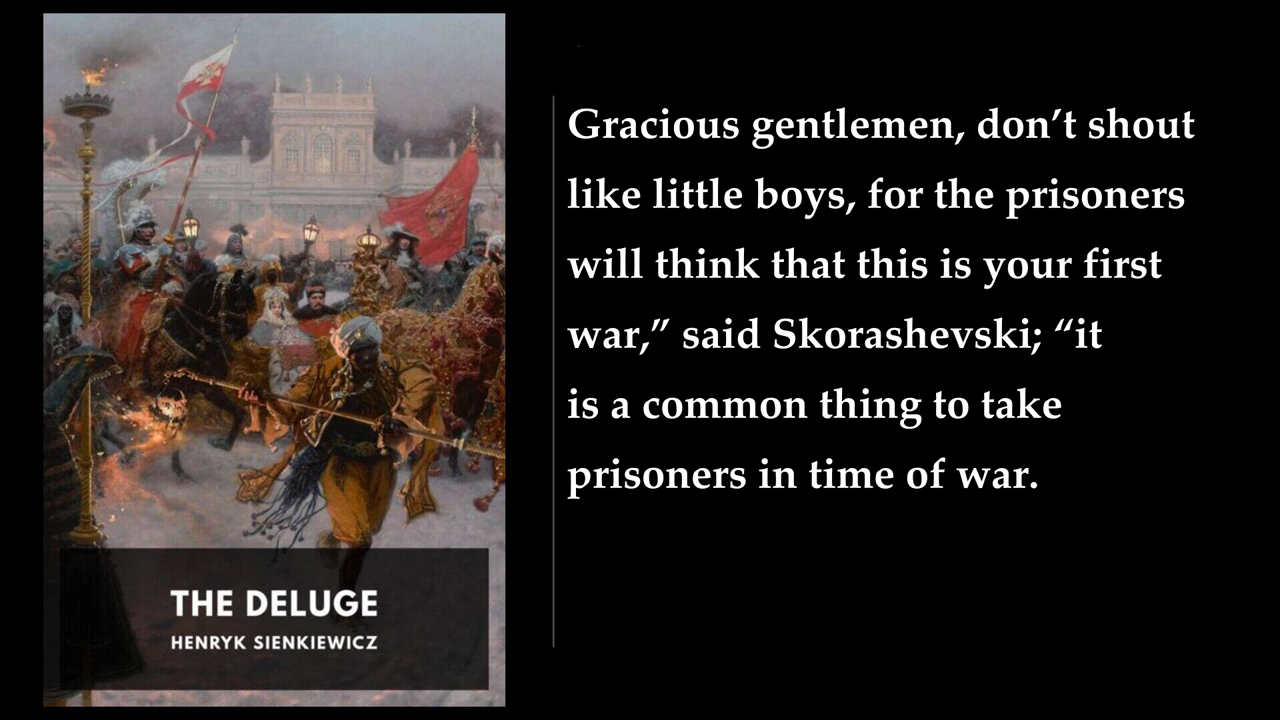 Gracious gentlemen, don’t shout
like little boys, for the prisoners
will think that this is your first
war,” said Skorashevski; “it
is a common thing to take
prisoners in time of war.
THE DELUGE
HENRYK SIENKIEWICZ